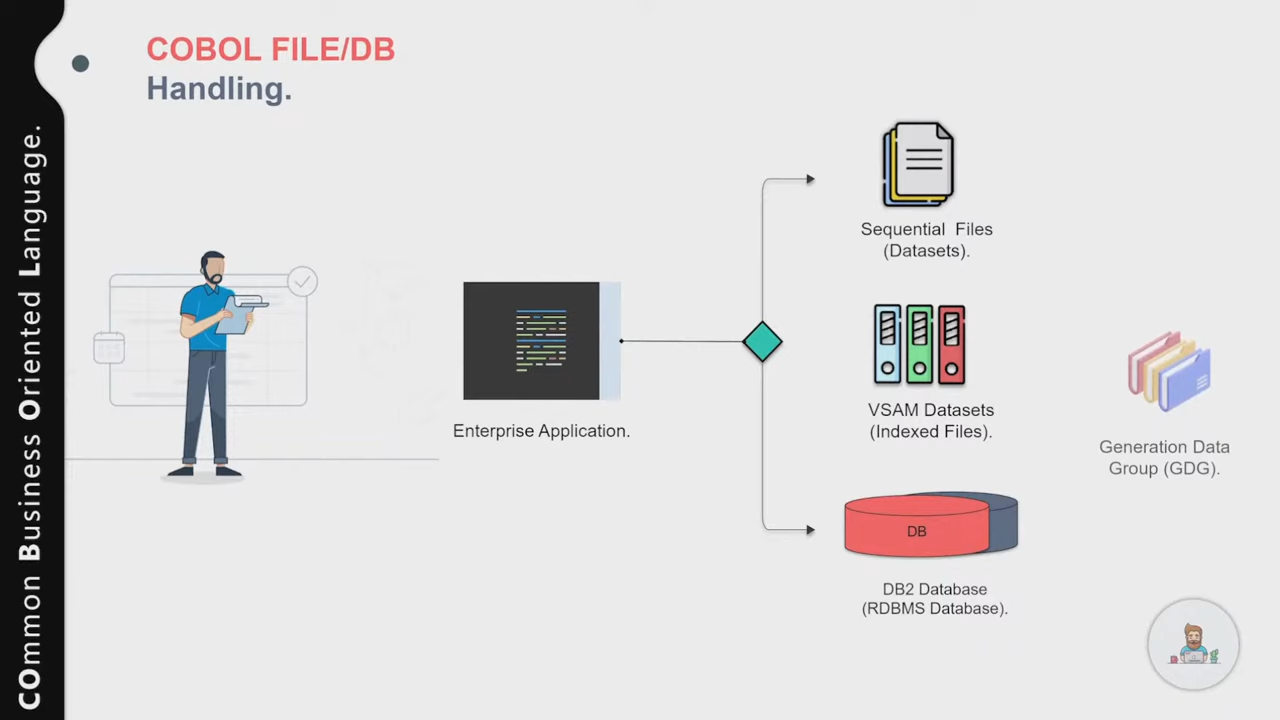 COBOL FILE/DB
Handling.
COmmon Business Oriented Language.
Sequential Files
(Datasets).
Enterprise Application.
VSAM Datasets
(Indexed Files).
Generation Data
Group (GDG).
DB
DB2 Database
(RDBMS Database).